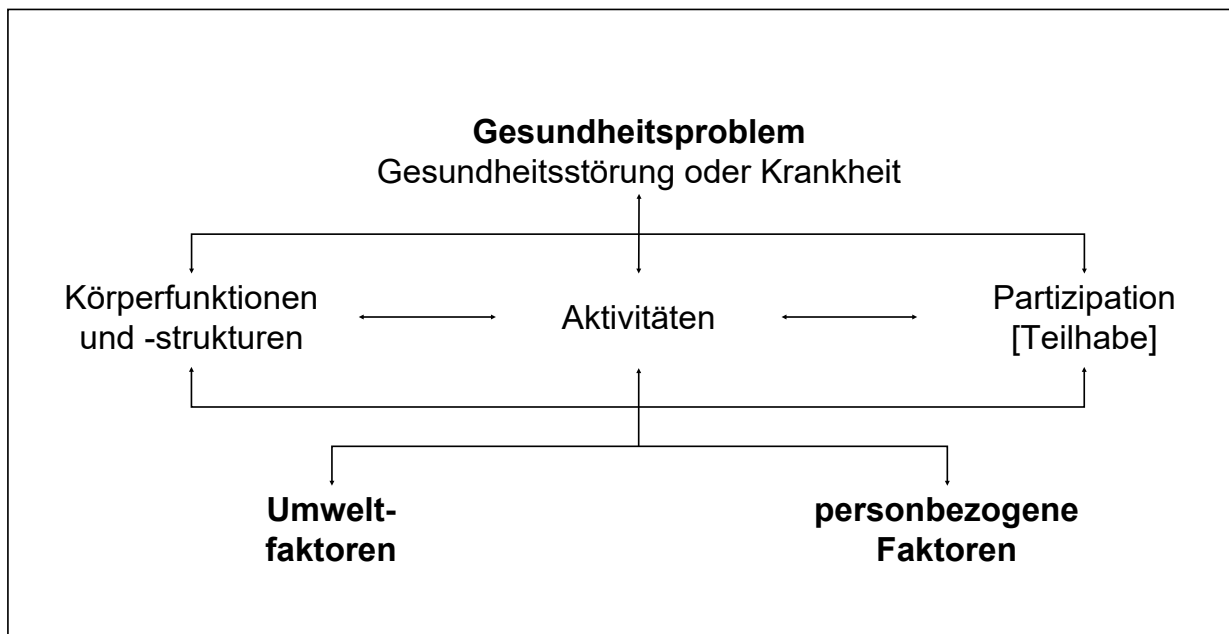 Gesundheitsproblem
Gesundheitsstörung oder Krankheit
Körperfunktionen
und -strukturen
Aktivitäten
Partizipation
[Teilhabe]
Umwelt-
faktoren
personbezogene
Faktoren